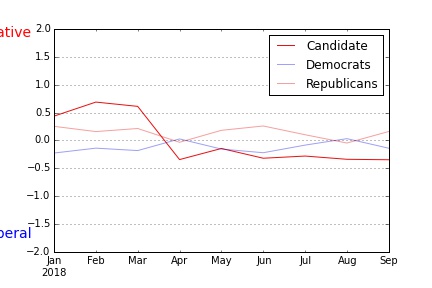 2.0
ative
Candidate
1.5
Democrats
1.0
Republicans
0.5
0.0
−0.5
−1.0
−1.5
beral
−2.0
Jan Feb Mar Apr May Jun Jul Aug Sep
2018